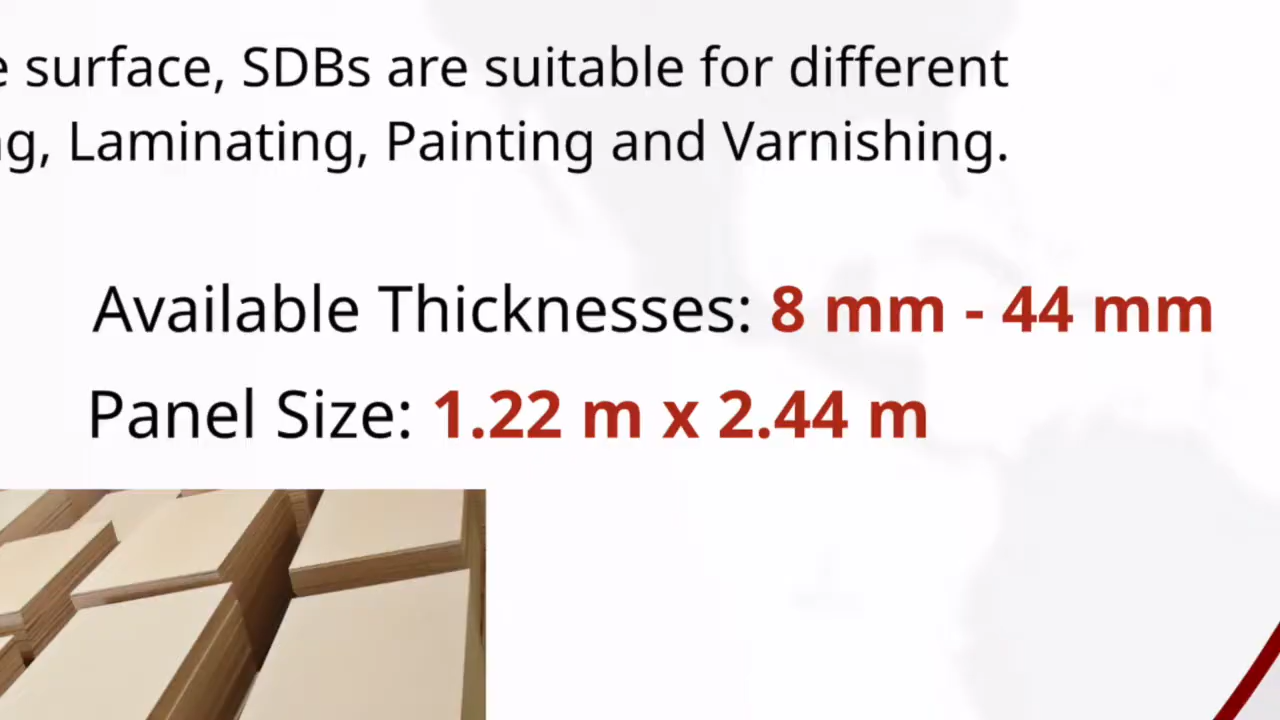 surface, SDBs are suitable for different
Laminating, Painting and Varnishing.
Available Thicknesses: 8 mm - 44 mm
Panel Size: 1.22 m x 2.44 m